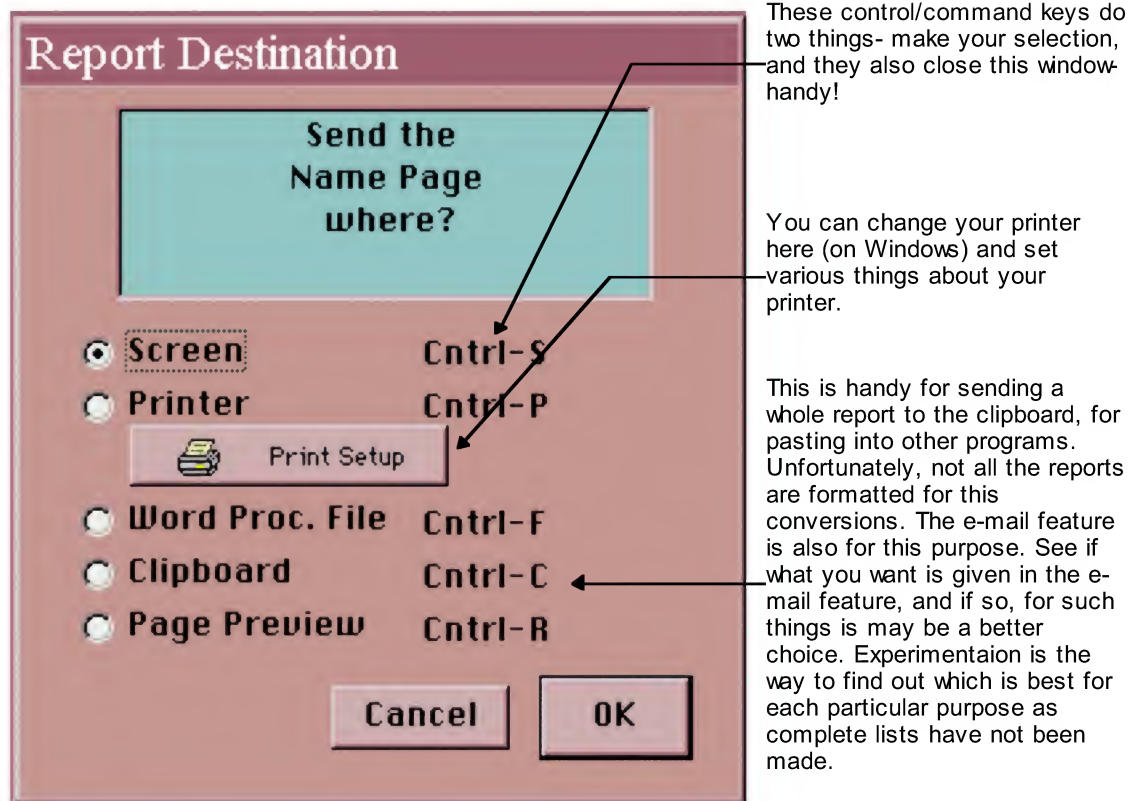 Report Destination
Send the
Name Page
where?
Screen Cntrl-S
Printer Cntrl-P
Print Setup
Word Proc. File Cntrl-F
Clipboard Cntrl-C
Page Preview Cntrl-R
Cancel OK
These control/command keys do
two things- make your selection,
and they also close this window-
handy!
You can change your printer
here (on Windows) and set
various things about your
printer.
This is handy for sending a
whole report to the clipboard, for
pasting into other programs.
Unfortunately, not all the reports
are formatted for this
conversions. The e-mail feature
is also for this purpose. See if
what you want is given in the e-
mail feature, and if so, for such
things is may be a better
choice. Experimentaion is the
way to find out which is best for
each particular purpose as
complete lists have not been
made.